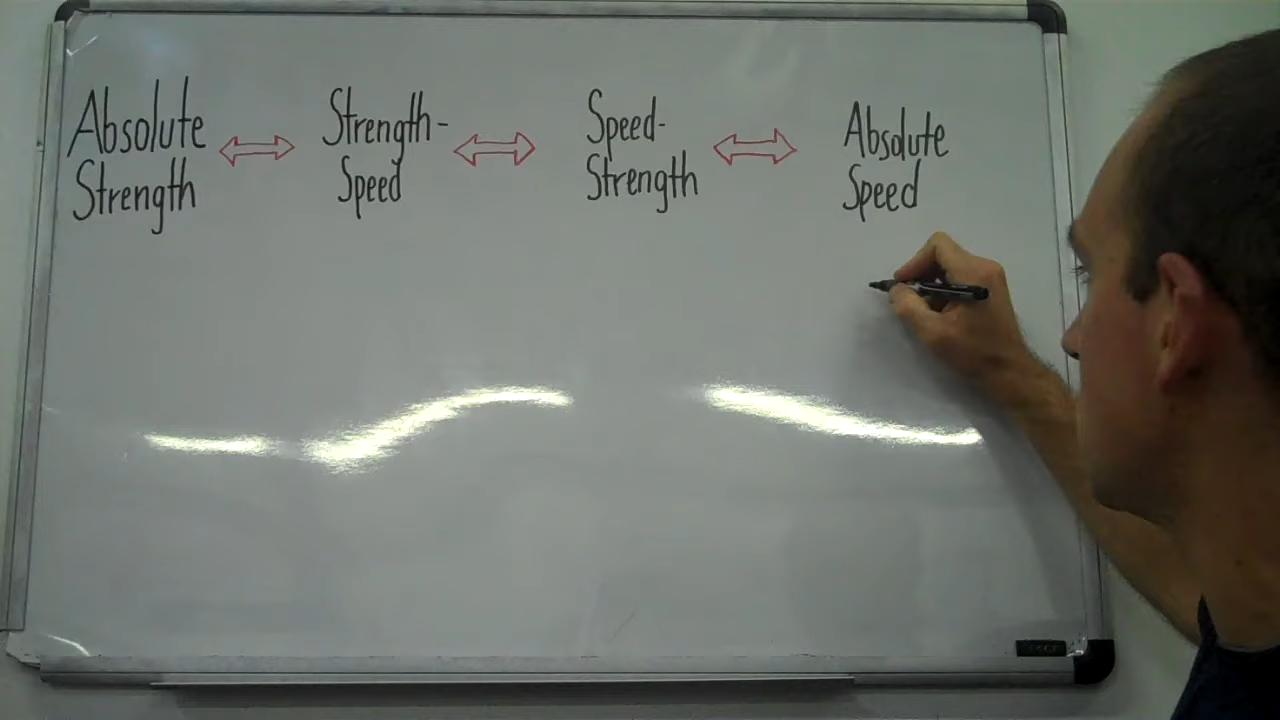 Absolute
Strength
Strength-
Speed
Speed-
Strength
Absolute
Speed